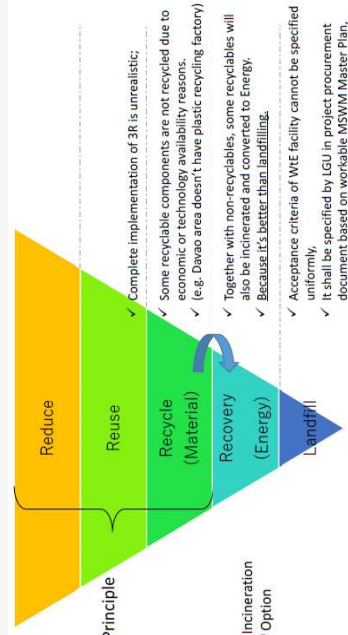 Principle
Incineration
Option
Reduce
Reuse
Recycle
(Material)
Recovery
(Energy)
Landfill
✓ Complete implementation of 3R is unrealistic;
✓ Some recyclable components are not recycled due to
economic or technology availability reasons.
(e.g. Davao area doesn't have plastic recycling factory)
✓ Together with non-recyclables, some recyclables will
also be incinerated and converted to Energy.
✓ Because it's better than landfilling.
✓ Acceptance criteria of WtE facility cannot be specified
uniformly,
✓ It shall be specified by LGU in project procurement
document based on workable MSWM Master Plan,